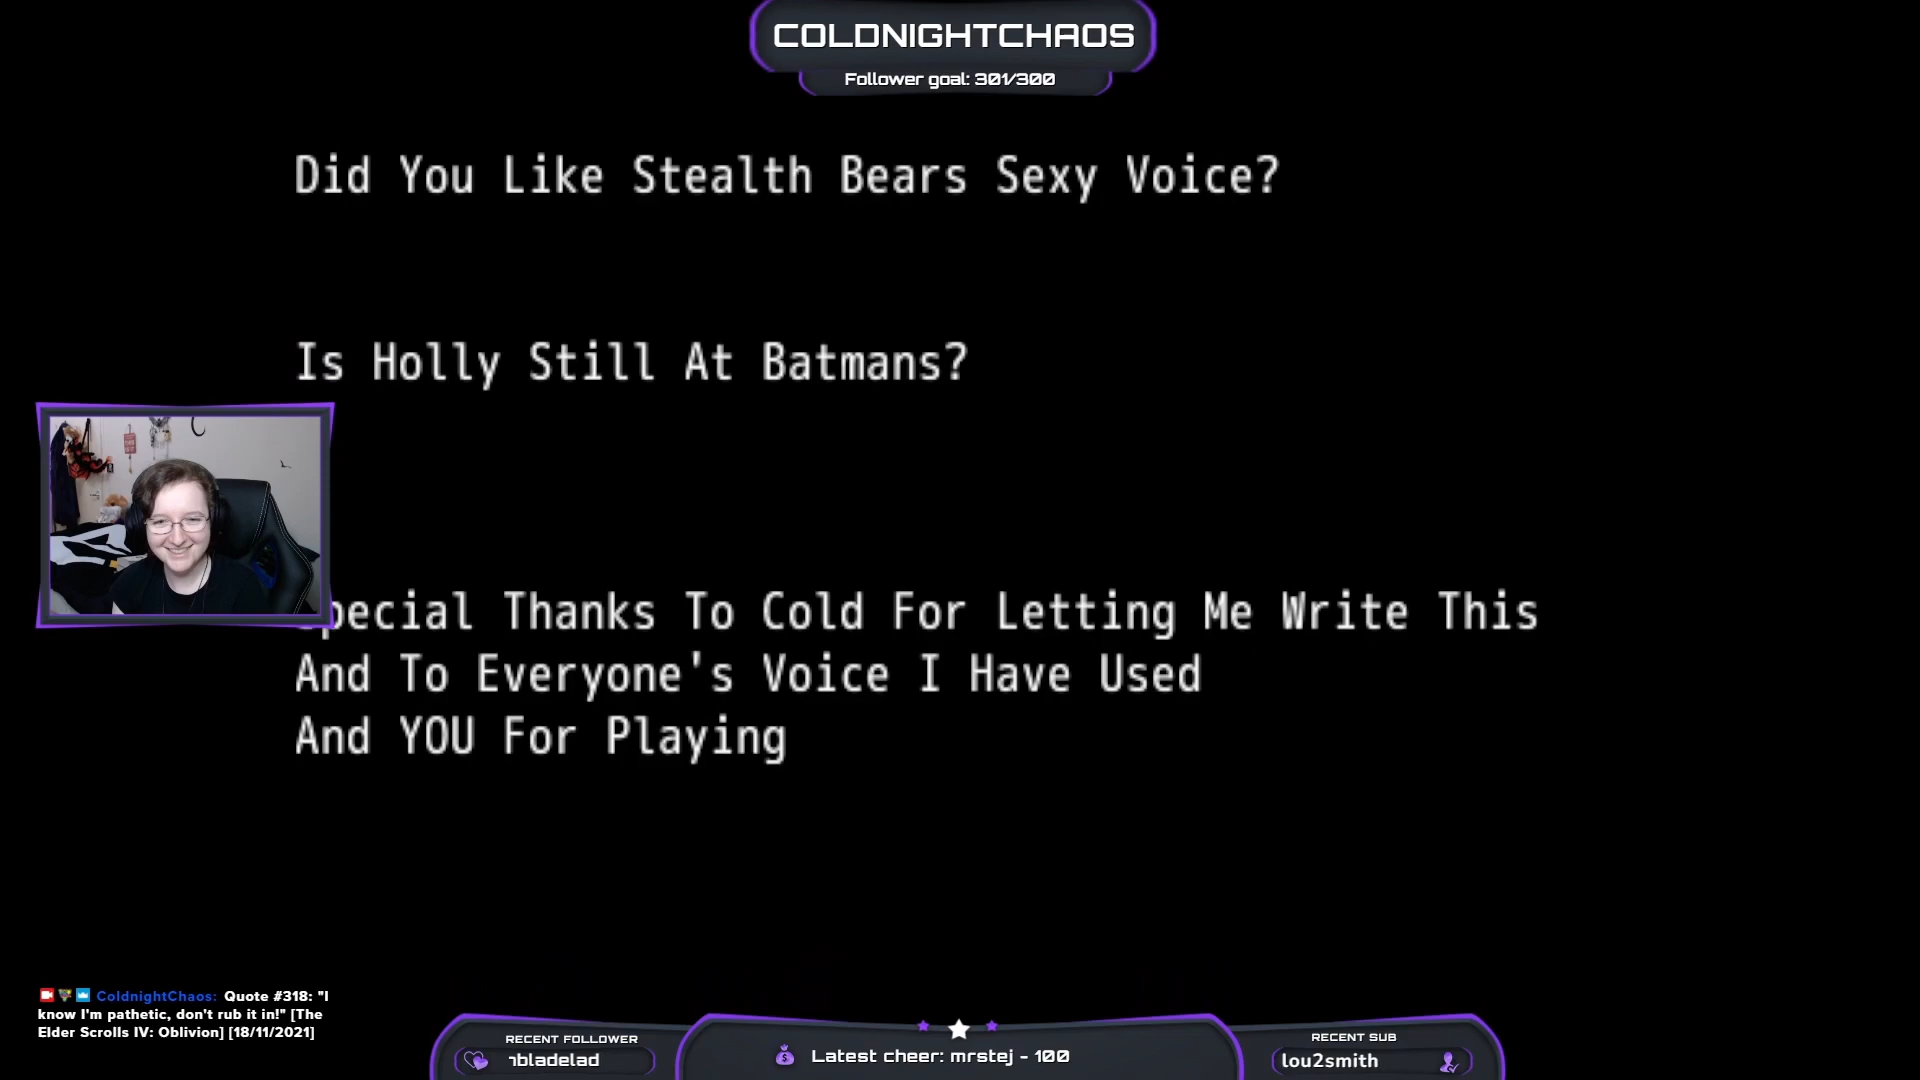 COLDNIGHTCHAOS
Follower goal: 301/300
Did You Like Stealth Bears Sexy Voice?
Is Holly Still At Batmans?
Special Thanks To Cold For Letting Me Write This
And To Everyone's Voice I Have Used
And YOU For Playing
ColdnightChaos: Quote #318: "I
know I'm pathetic, don't rub it in!" [The
Elder Scrolls IV: Oblivion] [18/11/2021]
RECENT FOLLOWER
bladelad
Latest cheer: mrstej - 100
RECENT SUB
lou2smith